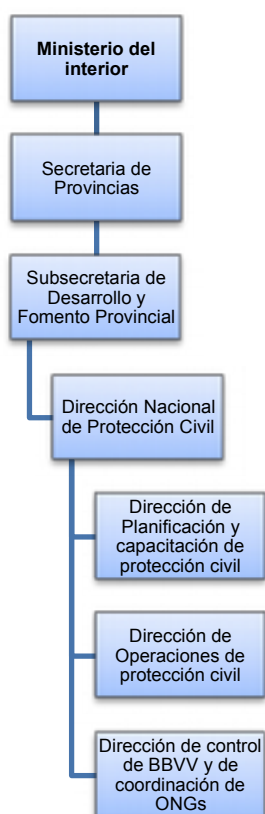 Ministerio del
interior
Secretaria de
Provincias
Subsecretaria de
Desarrollo y
Fomento Provincial
Dirección Nacional
de Protección Civil
Dirección de
Planificación y
capacitación de
protección civil
Dirección de
Operaciones de
protección civil
Dirección de control
de BBVV y de
coordinación de
ONGs